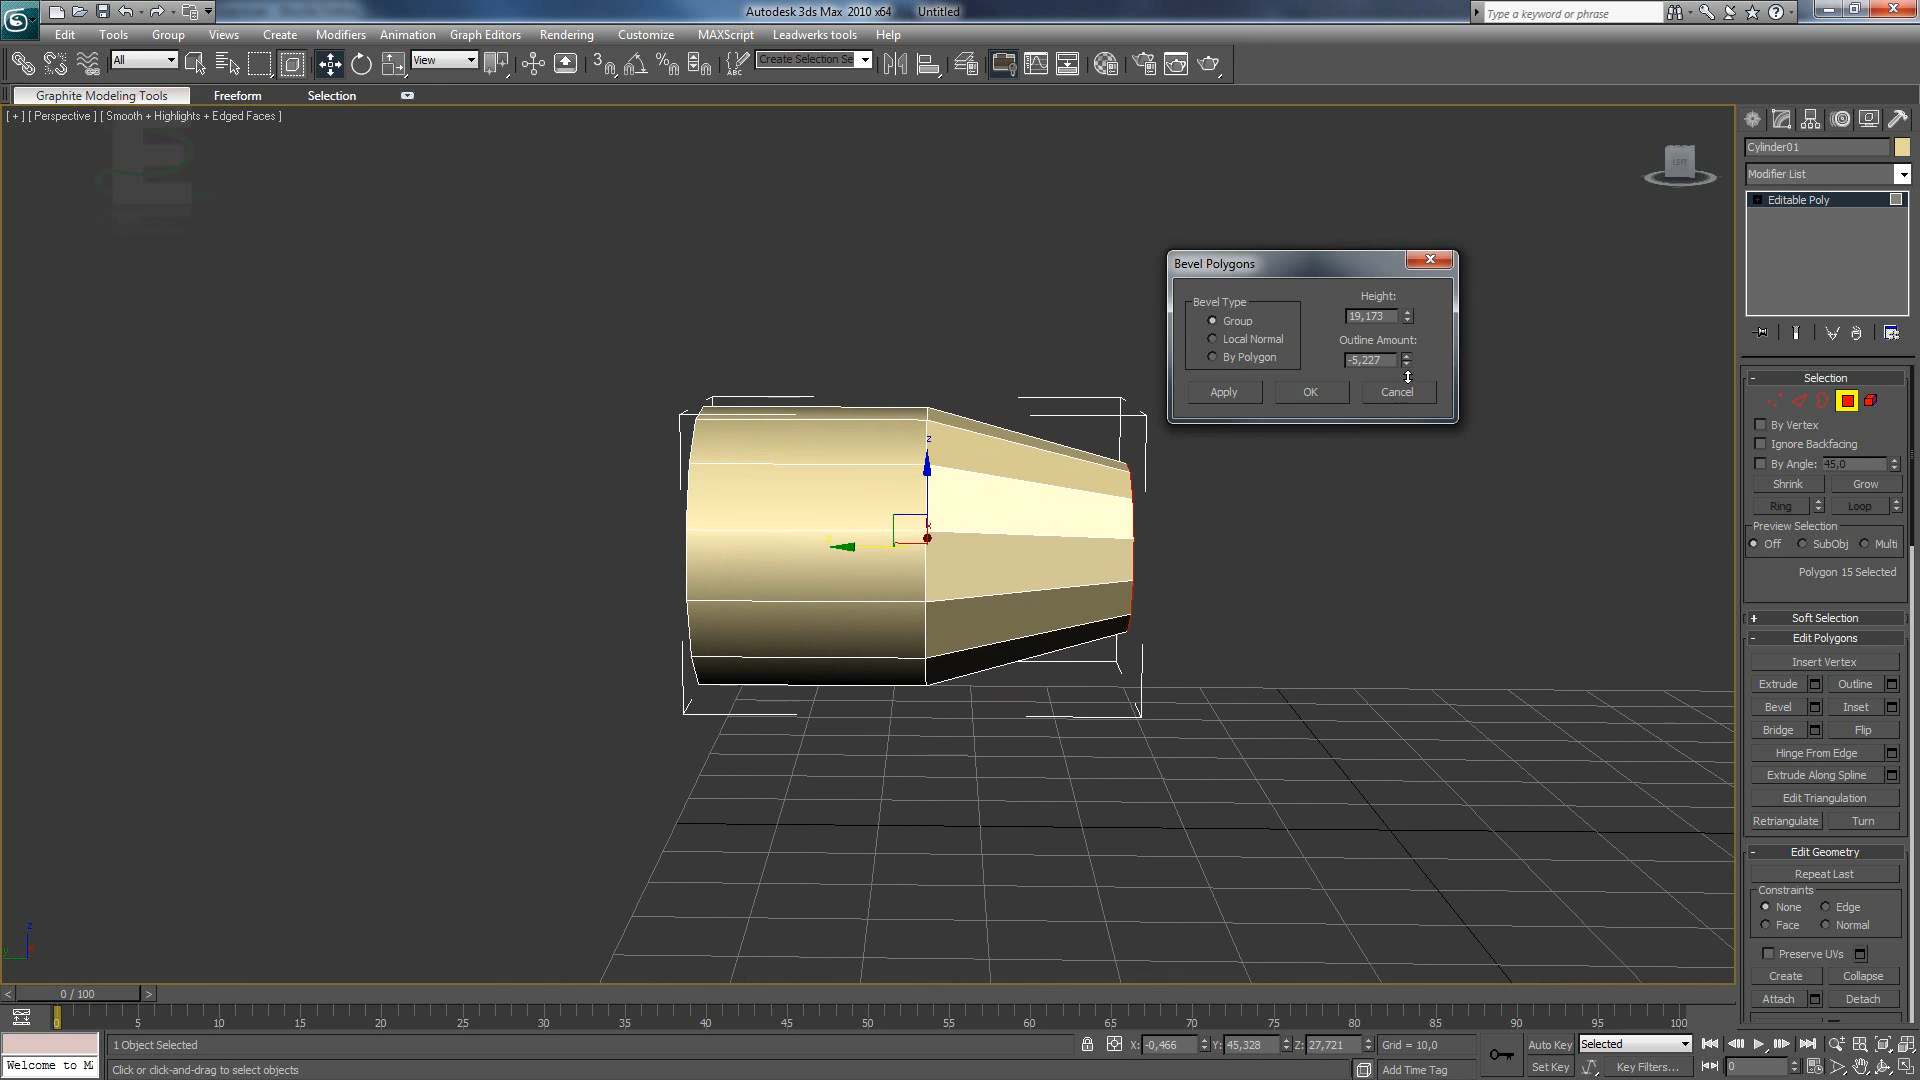 Autodesk 3ds Max 2010 x64 Untitled
Type a keyword or phrase
Edit Tools Group Views Create Modifiers Animation Graph Editors Rendering Customize MAXScript Leadwerks tools Help
All
View
Create Selection Se
Graphite Modeling Tools Freeform Selection
[ + ] [ Perspective ] [ Smooth + Highlights + Edged Faces ]
LEFT
Cylinder01
Modifier List
Editable Poly
Bevel Polygons
Bevel Type
Group
Local Normal
By Polygon
Height:
19,173
Outline Amount:
-5,227
Apply OK Cancel
z
x
Selection
By Vertex
Ignore Backfacing
By Angle: 45,0
Shrink Grow
Ring Loop
Preview Selection
Off SubObj Multi
Polygon 15 Selected
Soft Selection
Edit Polygons
Insert Vertex
Extrude Outline
Bevel Inset
Bridge Flip
Hinge From Edge
Extrude Along Spline
Edit Triangulation
Retriangulate Turn
Edit Geometry
Repeat Last
Constraints
None Edge
Face Normal
Preserve UVs
Create Collapse
Attach Detach
z
x
y
0 / 100
0 5 10 15 20 25 30 35 40 45 50 55 60 65 70 75 80 85 90 95 100
1 Object Selected
X: -0,466 Y: 45,328 Z: 27,721 Grid = 10,0
Auto Key Selected
Welcome to M
Click or click-and-drag to select objects
Add Time Tag
Set Key Key Filters...
0